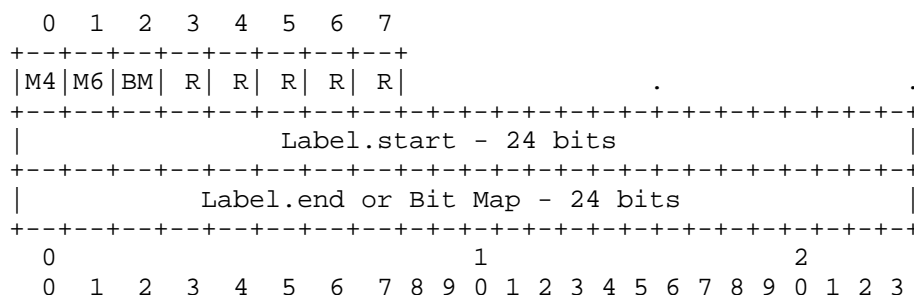 0  1  2  3  4  5  6  7
+--+--+--+--+--+--+--+--+
|M4|M6|BM| R| R| R| R| R|               .               .
+--+--+--+--+--+--+--+--+-+-+-+-+-+-+-+-+-+-+-+-+-+-+-+-+
|                Label.start - 24 bits                  |
+--+--+--+--+--+--+--+--+-+-+-+-+-+-+-+-+-+-+-+-+-+-+-+-+
|           Label.end or Bit Map - 24 bits              |
+--+--+--+--+--+--+--+--+-+-+-+-+-+-+-+-+-+-+-+-+-+-+-+-+
  0                          1                   2
  0  1  2  3  4  5  6  7 8 9 0 1 2 3 4 5 6 7 8 9 0 1 2 3